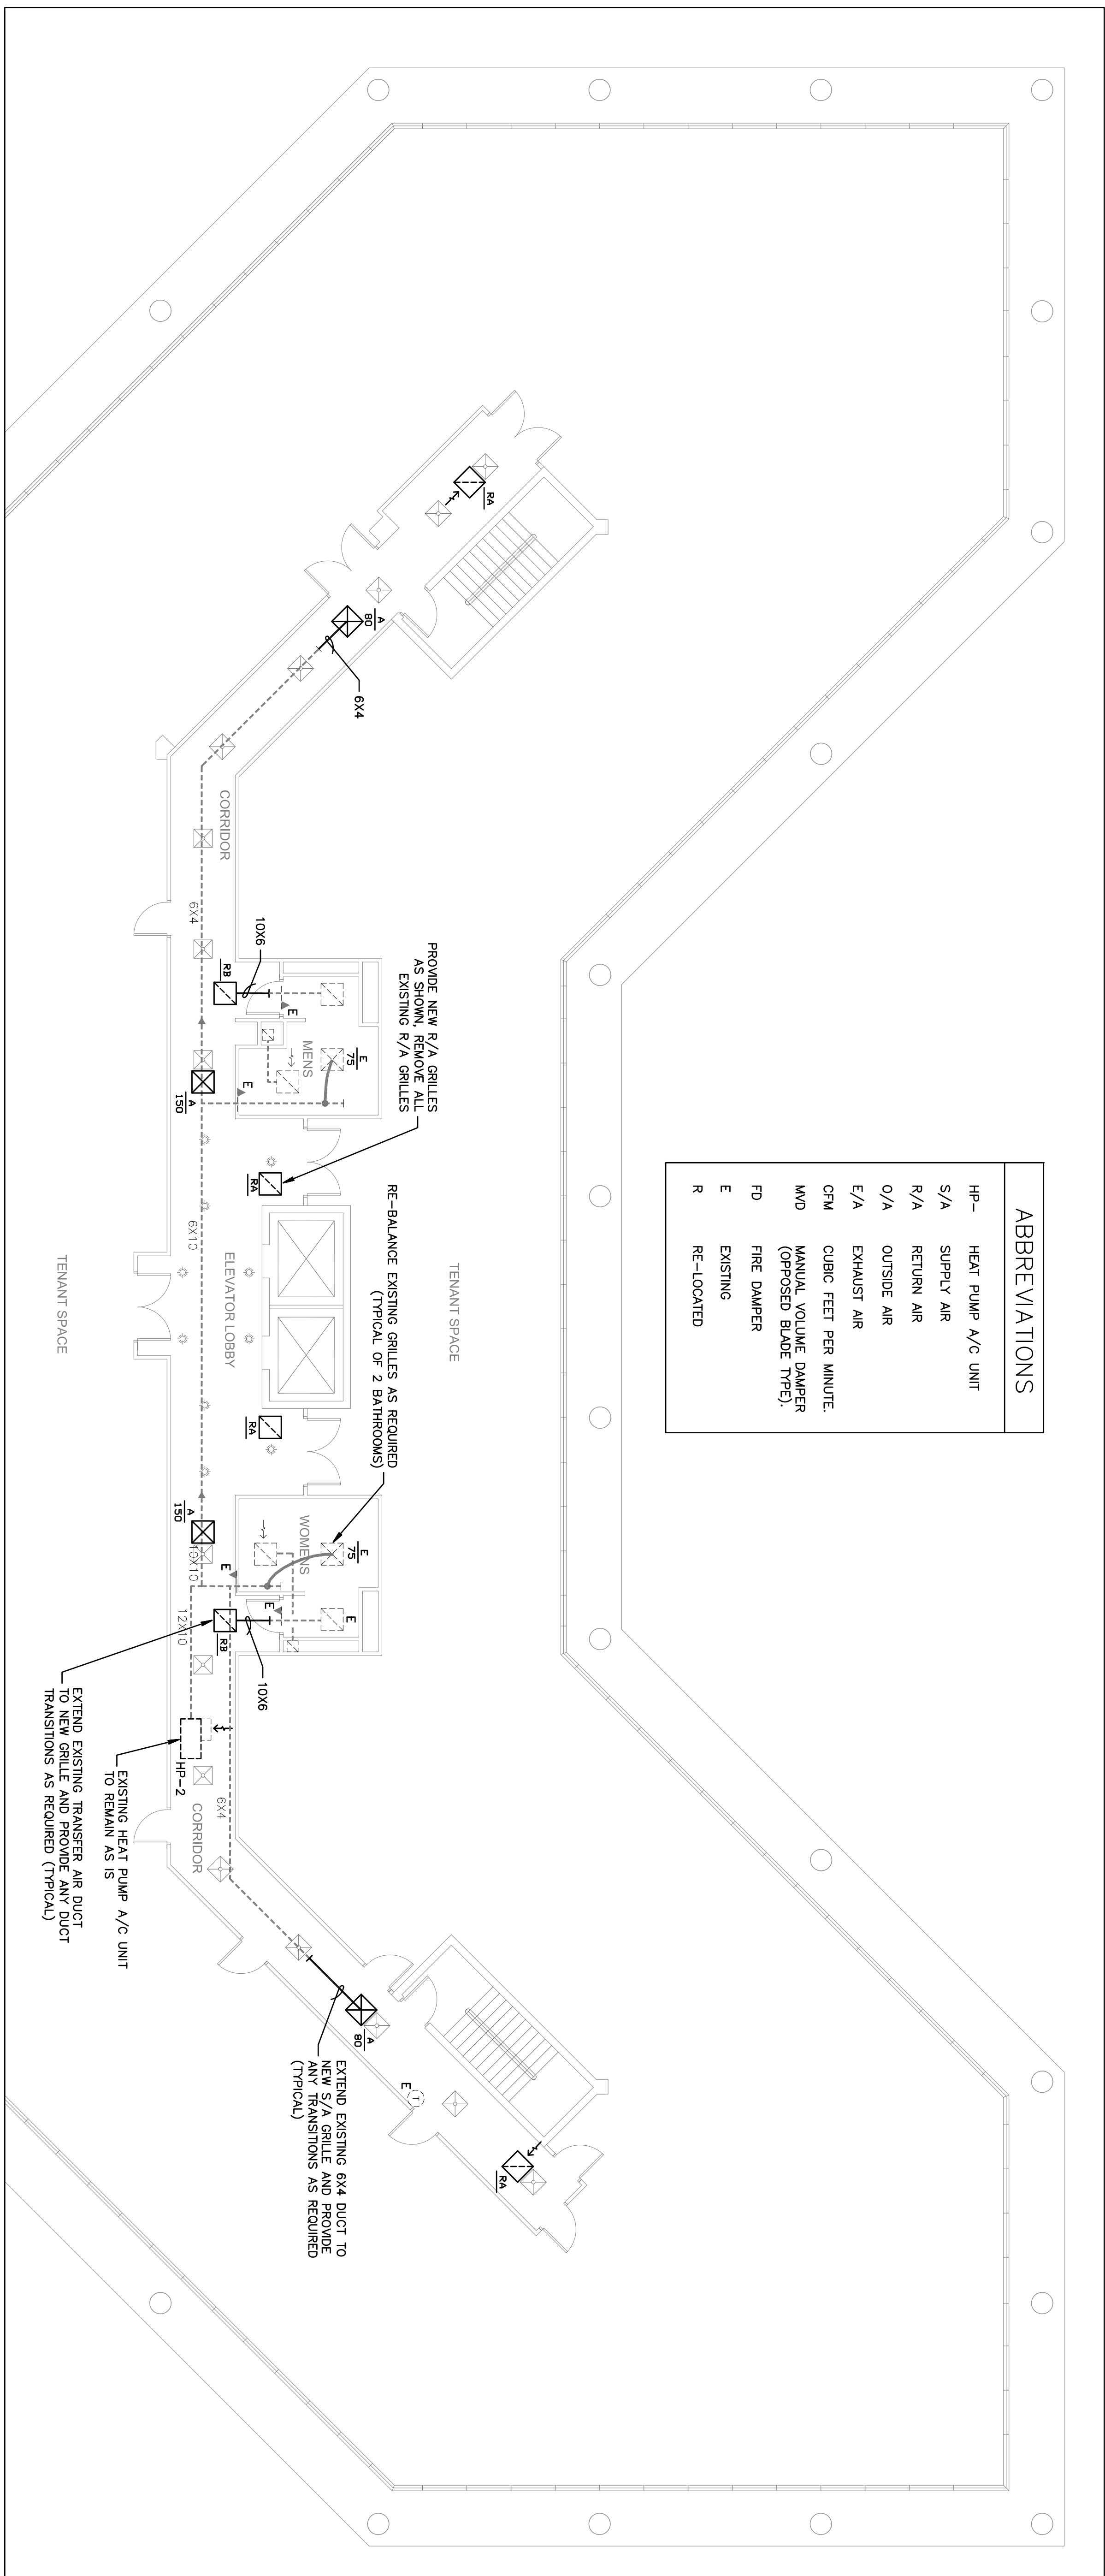 ABBREVIATIONS
HP- HEAT PUMP A/C UNIT
S/A SUPPLY AIR
R/A RETURN AIR
O/A OUTSIDE AIR
E/A EXHAUST AIR
CFM CUBIC FEET PER MINUTE.
MVD MANUAL VOLUME DAMPER
(OPPOSED BLADE TYPE).
FD FIRE DAMPER
E EXISTING
R RE-LOCATED
RA
A
80
6X4
CORRIDOR
6X4
10X6
RB
E
MENS
E
75
E
A
150
PROVIDE NEW R/A GRILLES
AS SHOWN, REMOVE ALL
EXISTING R/A GRILLES
RA
6X10
ELEVATOR LOBBY
TENANT SPACE
TENANT SPACE
RE-BALANCE EXISTING GRILLES AS REQUIRED
(TYPICAL OF 2 BATHROOMS)
RA
A
150
10X10
WOMENS
E
75
E
E
E
12X10
RB
10X6
HP-2
6X4
CORRIDOR
EXTEND EXISTING TRANSFER AIR DUCT
TO NEW GRILLE AND PROVIDE ANY DUCT
TRANSITIONS AS REQUIRED (TYPICAL)
EXISTING HEAT PUMP A/C UNIT
TO REMAIN AS IS
A
80
E
T
RA
EXTEND EXISTING 6X4 DUCT TO
NEW S/A GRILLE AND PROVIDE
ANY TRANSITIONS AS REQUIRED
(TYPICAL)